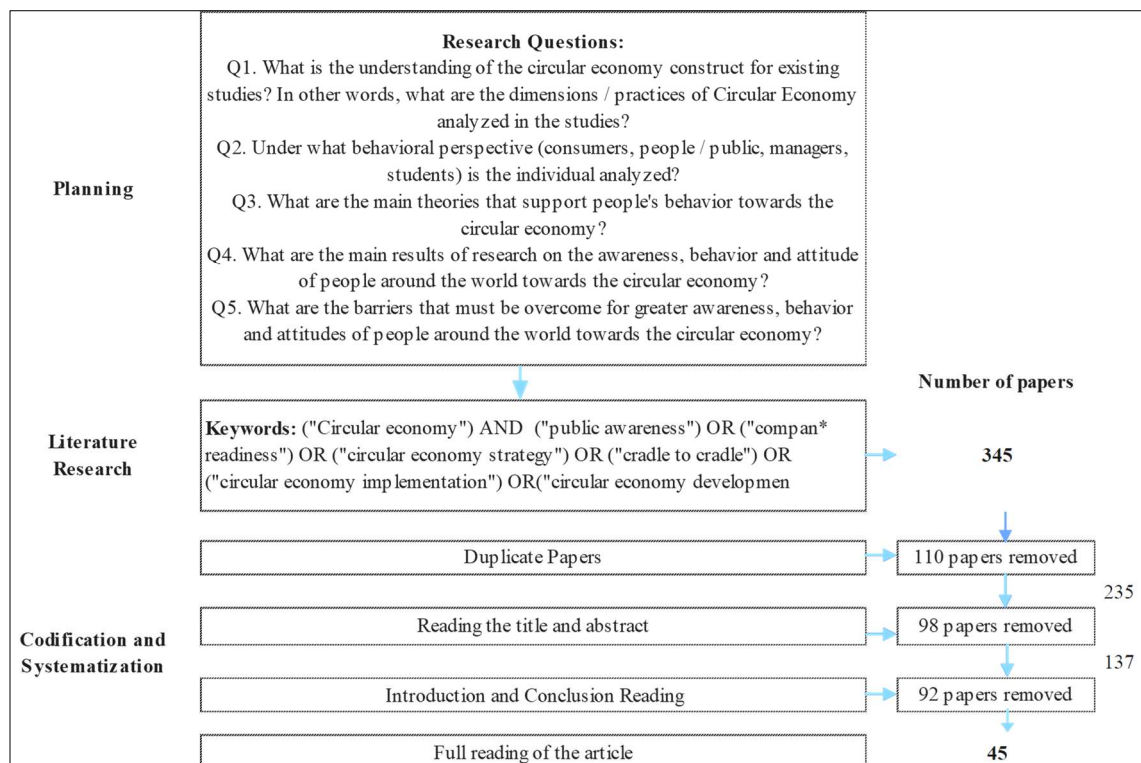 Research Questions:
Q1. What is the understanding of the circular economy construct for existing
studies? In other words, what are the dimensions / practices of Circular Economy
analyzed in the studies?
Q2. Under what behavioral perspective (consumers, people / public, managers,
students) is the individual analyzed?
Q3. What are the main theories that support people's behavior towards the
circular economy?
Q4. What are the main results of research on the awareness, behavior and attitude
of people around the world towards the circular economy?
Q5. What are the barriers that must be overcome for greater awareness, behavior
and attitudes of people around the world towards the circular economy?
Planning
Number of papers
Literature
Research
Keywords: ("Circular economy") AND ("public awareness") OR ("compan*
readiness") OR ("circular economy strategy") OR ("cradle to cradle") OR
("circular economy implementation") OR("circular economy developmen
345
Duplicate Papers
110 papers removed
235
Codification and
Systematization
Reading the title and abstract
98 papers removed
137
Introduction and Conclusion Reading
92 papers removed
Full reading of the article
45